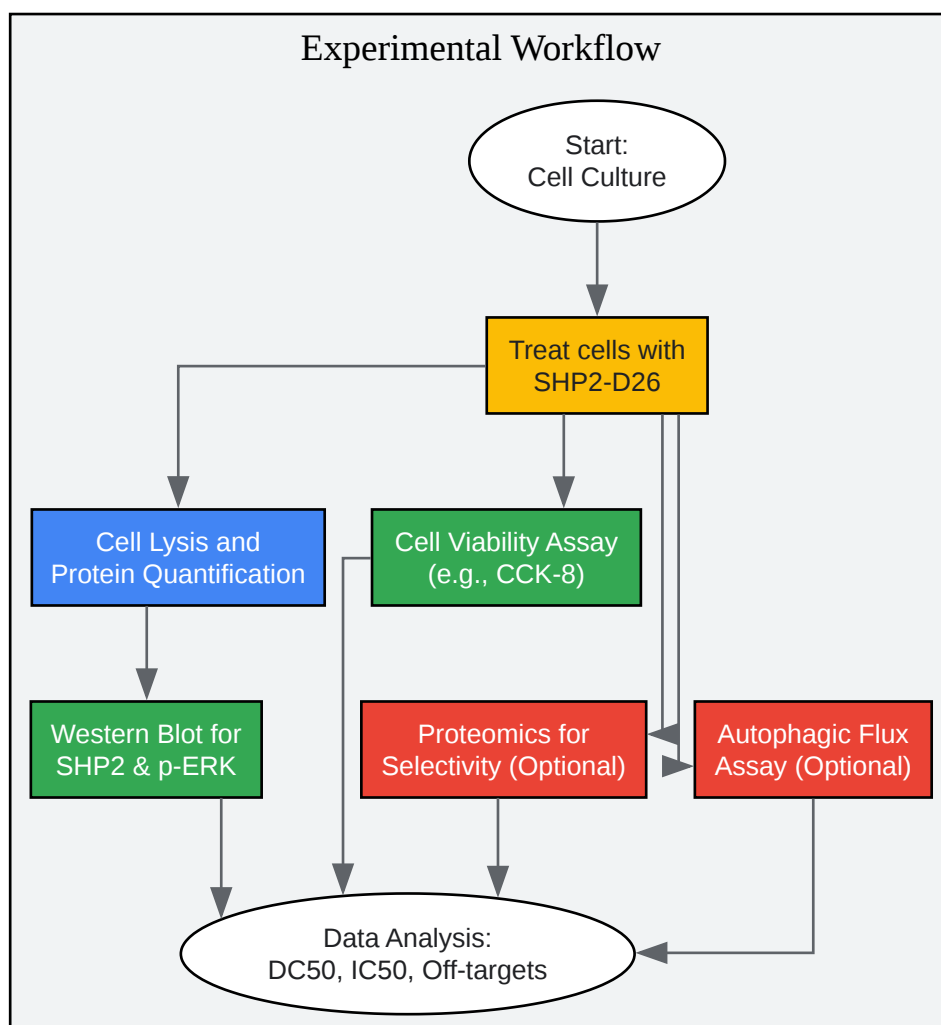 Experimental Workflow
Start:
Cell Culture
Treat cells with
SHP2-D26
Cell Lysis and
Protein Quantification
Cell Viability Assay
(e.g., CCK-8)
Western Blot for
SHP2 & p-ERK
Proteomics for
Selectivity (Optional)
Autophagic Flux
Assay (Optional)
Data Analysis:
DC50, IC50, Off-targets